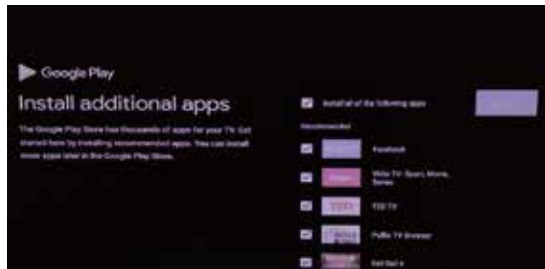 Google Play
Install additional apps
The Google Play Store has thousands of apps for your TV. Get
started here by installing recommended apps. You can install
more apps later in the Google Play Store.
Install all of the following apps
Recommended
Facebook
Series
Puffin TV Browser